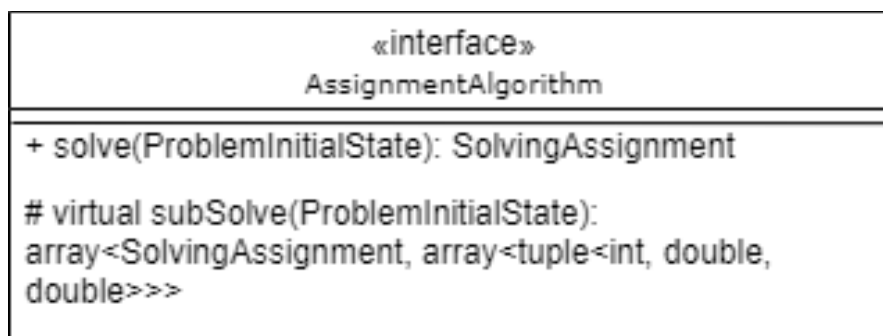 «interface»
AssignmentAlgorithm
+ solve(ProblemInitialState): SolvingAssignment
# virtual subSolve(ProblemInitialState):
array<SolvingAssignment, array<tuple<int, double,
double>>>